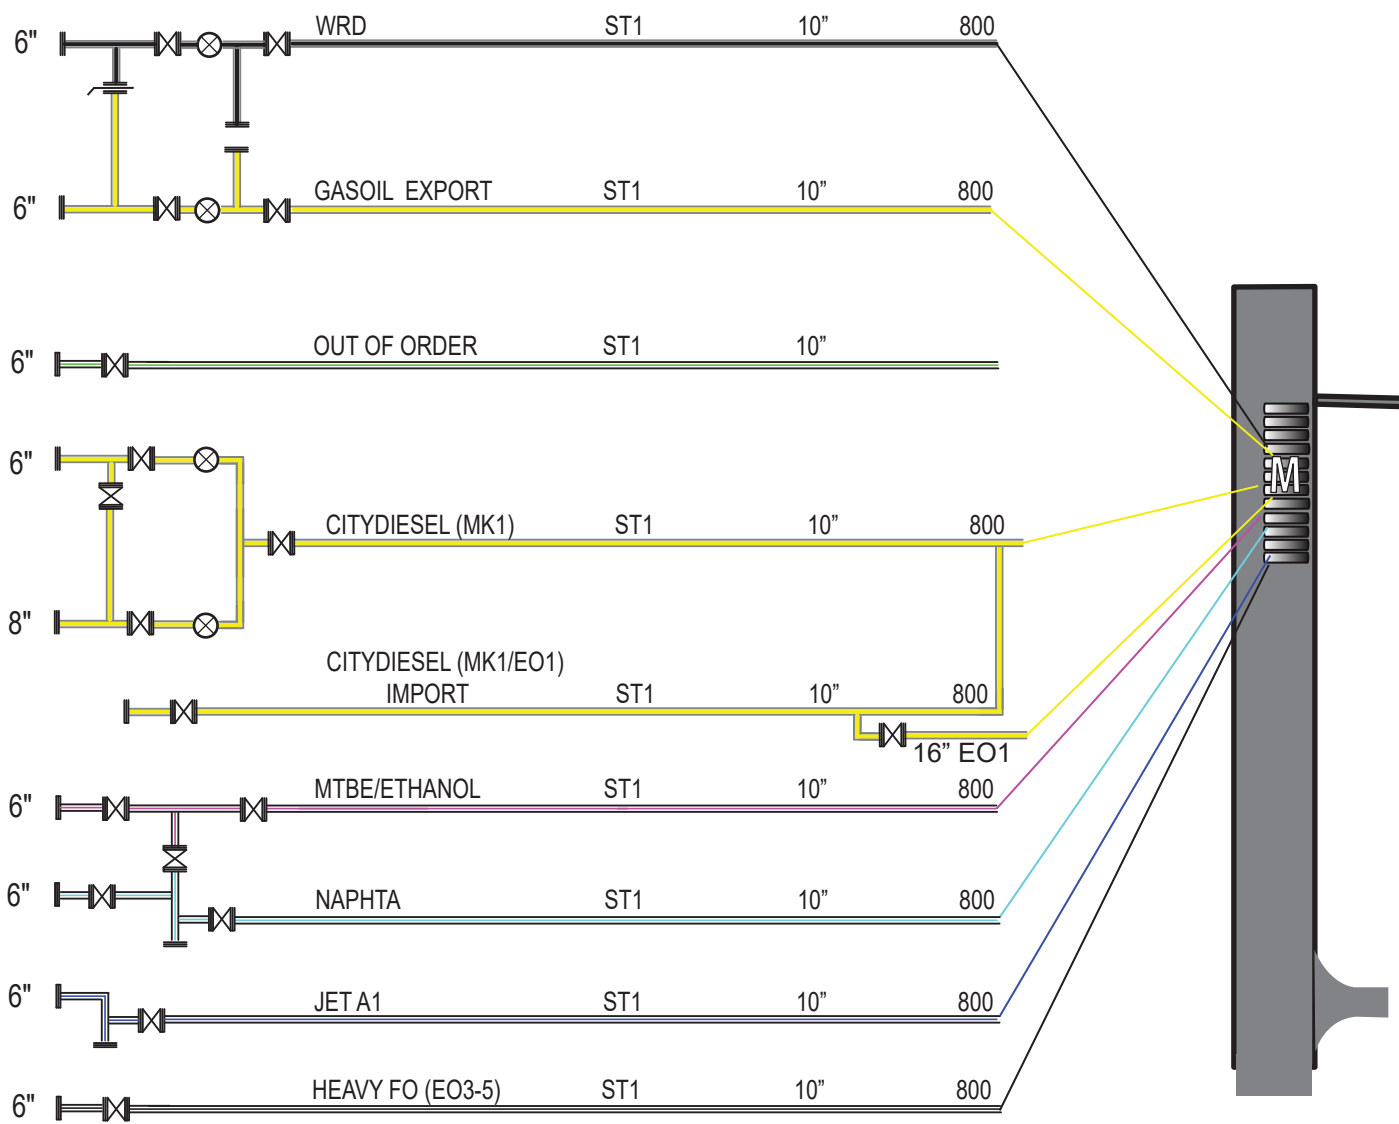 6" WRD ST1 10” 800
6" GASOIL EXPORT ST1 10” 800
6" OUT OF ORDER ST1 10”
6"
CITYDIESEL (MK1) ST1 10” 800
8"
CITYDIESEL (MK1/EO1)
IMPORT ST1 10” 800
16” EO1
6" MTBE/ETHANOL ST1 10” 800
6" NAPHTA ST1 10” 800
6" JET A1 ST1 10” 800
6" HEAVY FO (EO3-5) ST1 10” 800
M